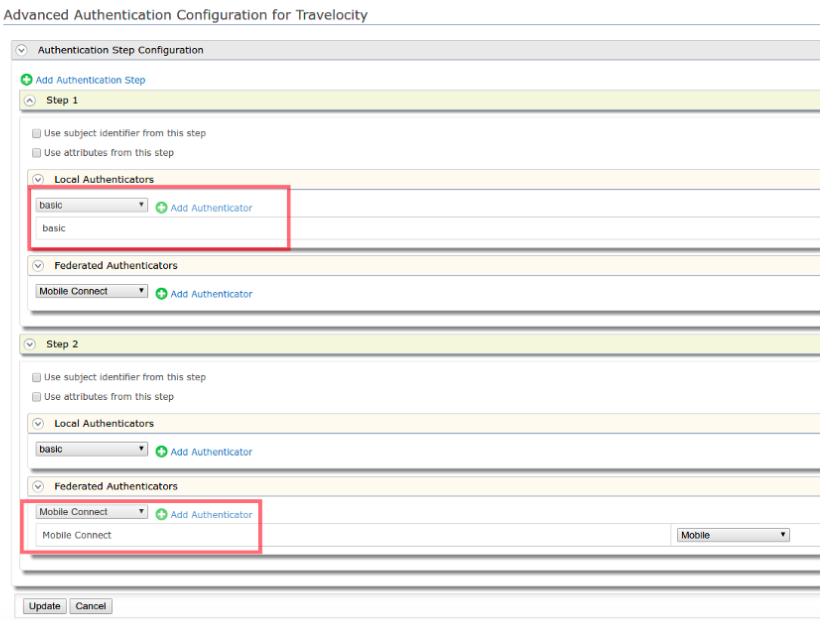 Advanced Authentication Configuration for Travelocity
Authentication Step Configuration
Add Authentication Step
Step 1
Use subject identifier from this step
Use attributes from this step
Local Authenticators
basic Add Authenticator
basic
Federated Authenticators
Mobile Connect Add Authenticator
Step 2
Use subject identifier from this step
Use attributes from this step
Local Authenticators
basic Add Authenticator
Federated Authenticators
Mobile Connect Add Authenticator
Mobile Connect Mobile
Update Cancel